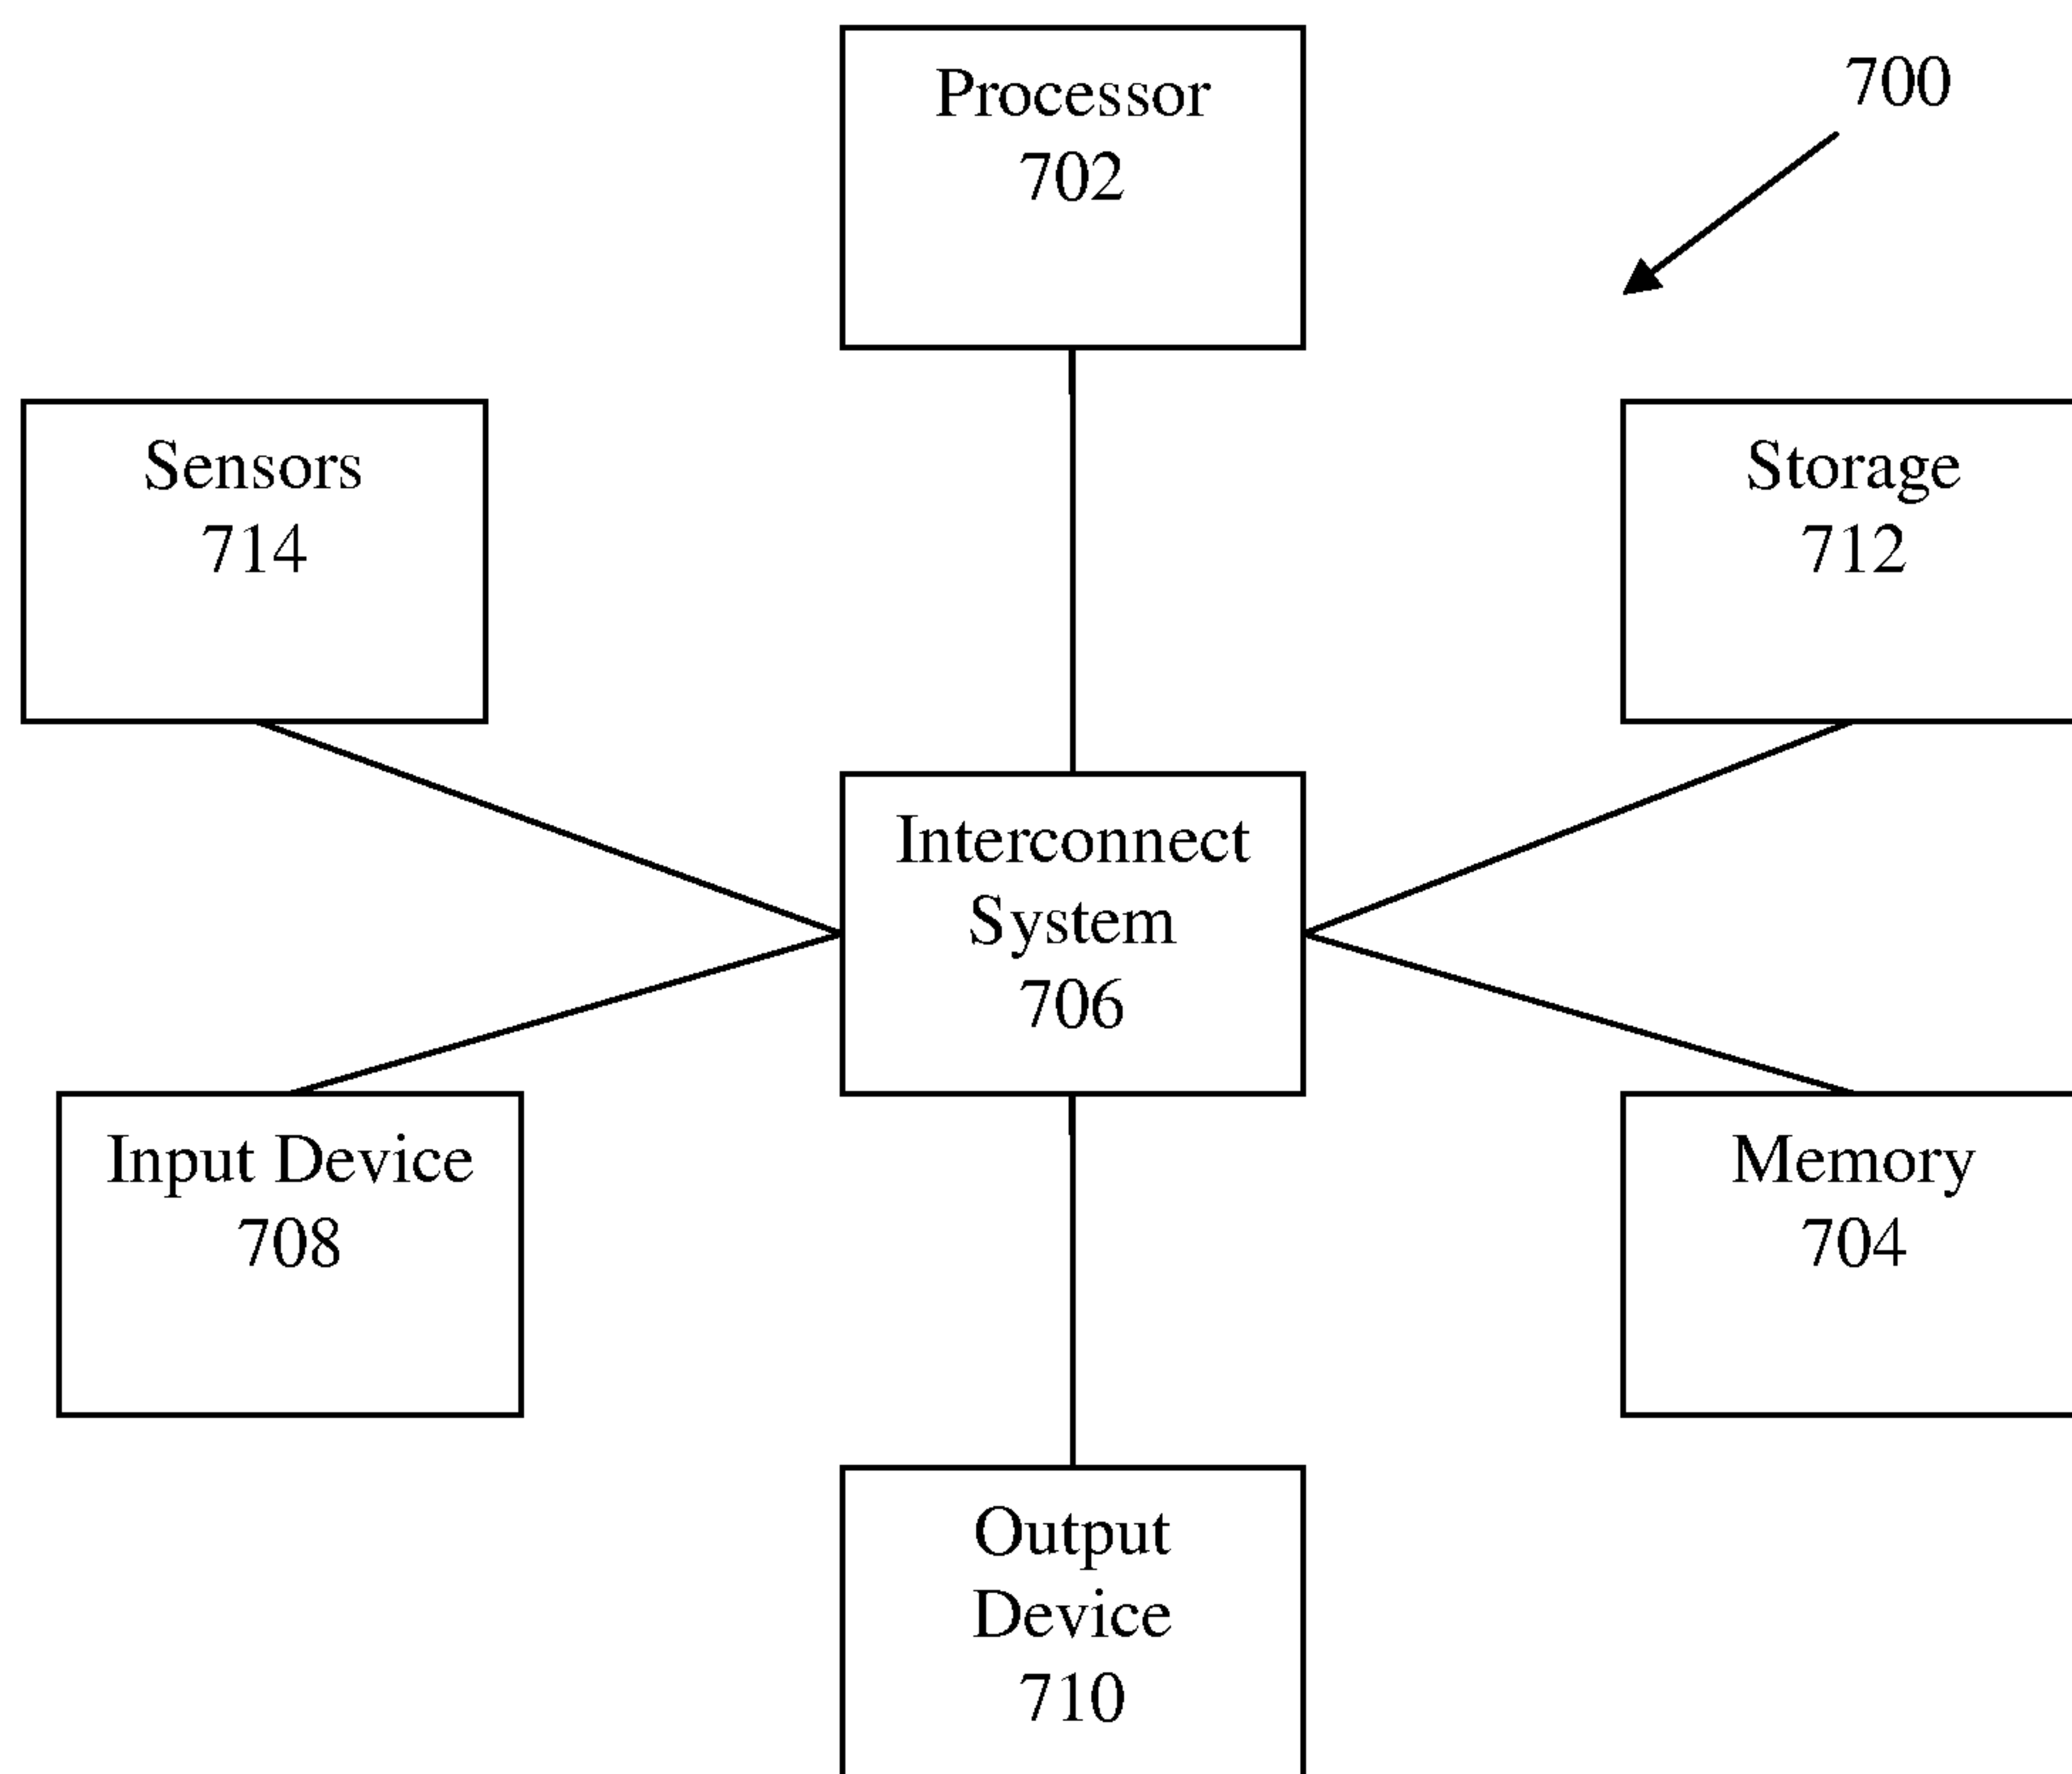 Processor
702
700
Sensors
714
Storage
712
Interconnect
System
706
Input Device
708
Memory
704
Output
Device
710